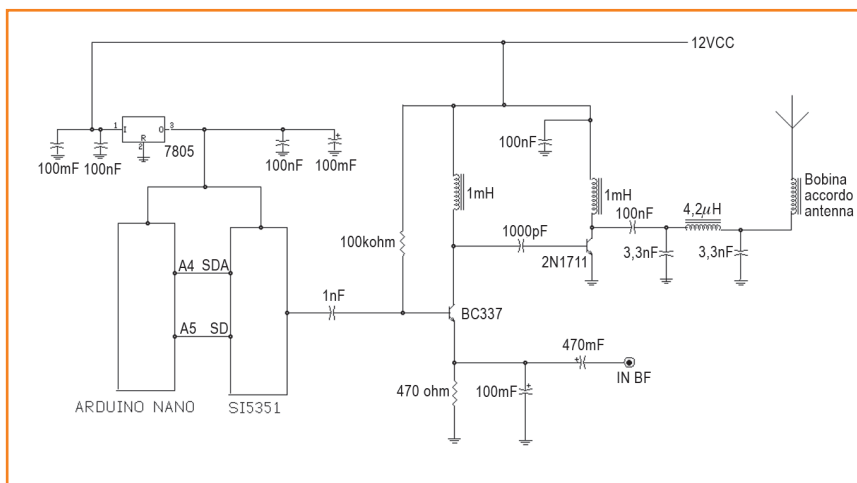 12VCC
1
I
O
3
R
2
7805
100mF
100nF
100nF
100mF
100nF
1mH
1mH
100nF
4,2µH
Bobina
accordo
antenna
100kohm
1000pF
2N1711
3,3nF
3,3nF
A4 SDA
1nF
BC337
A5 SD
470mF
IN BF
470 ohm
100mF
ARDUINO NANO
SI5351